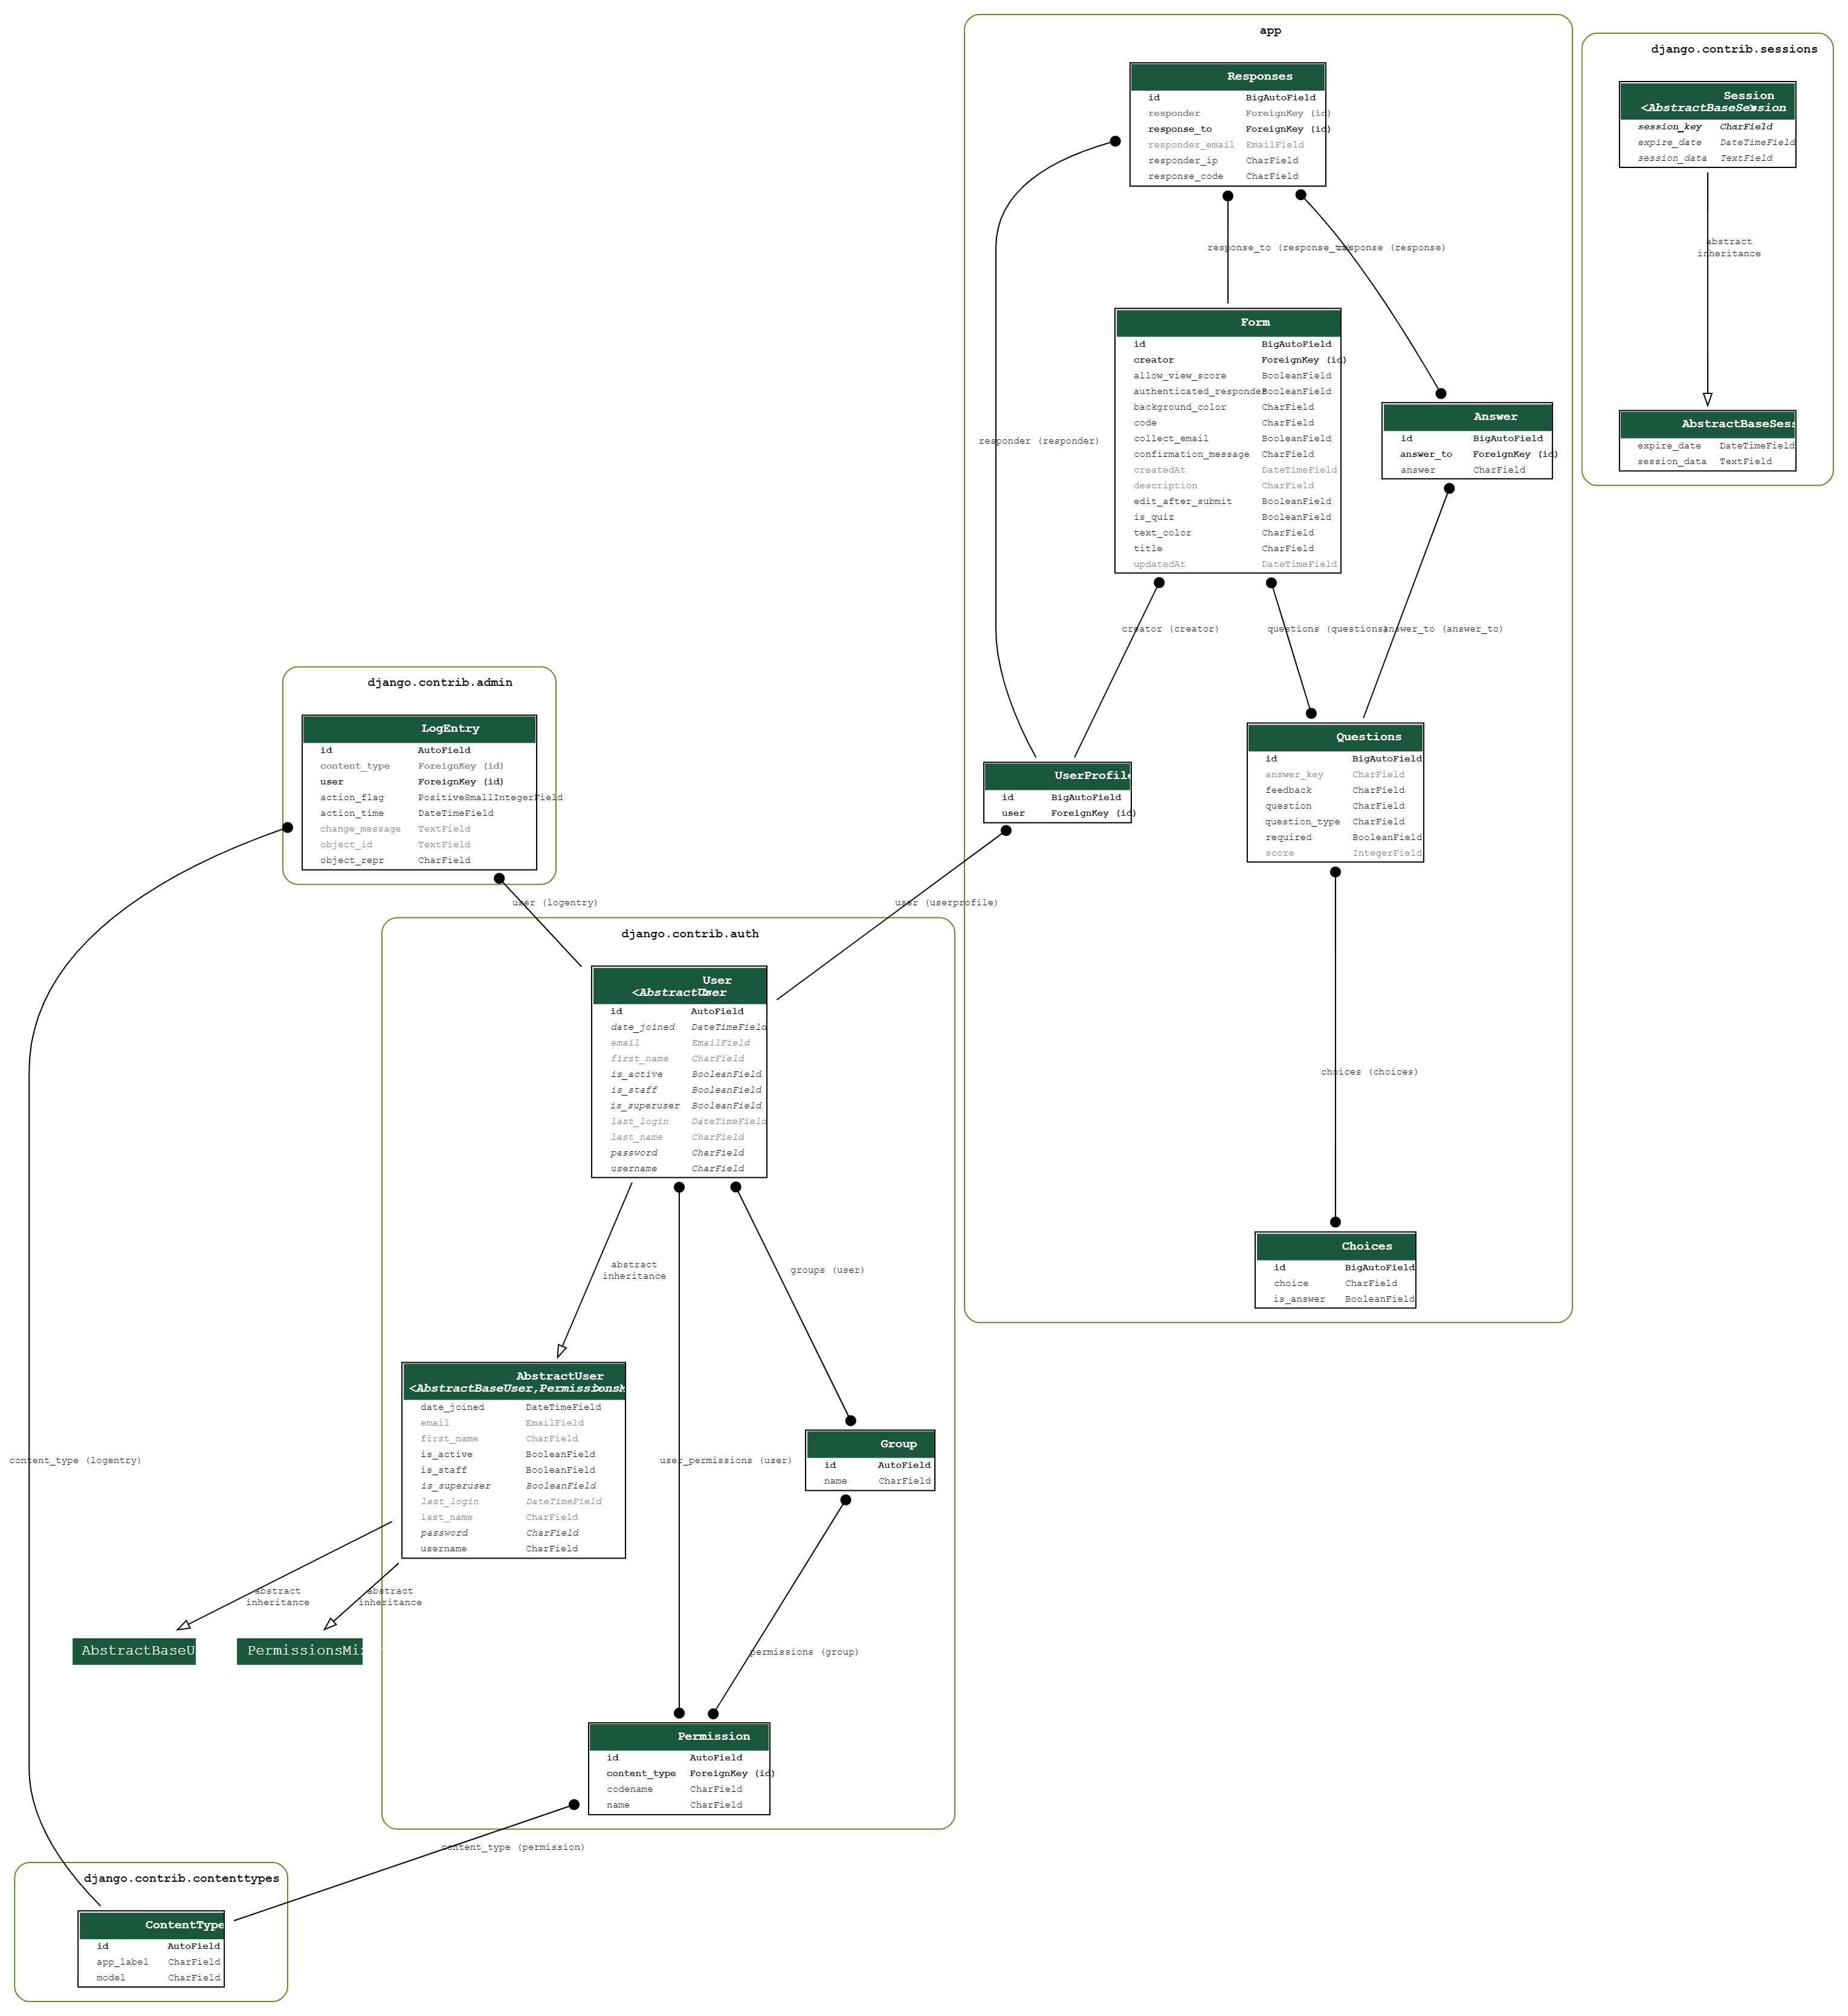 app
Responses
id BigAutoField
responder ForeignKey (id)
response_to ForeignKey (id)
responder_email EmailField
responder_ip CharField
response_code CharField
response_to (response_to)
response (response)
Form
id BigAutoField
creator ForeignKey (id)
allow_view_score BooleanField
authenticated_responder BooleanField
background_color CharField
code CharField
collect_email BooleanField
confirmation_message CharField
createdAt DateTimeField
description CharField
edit_after_submit BooleanField
is_quiz BooleanField
text_color CharField
title CharField
updatedAt DateTimeField
Answer
id BigAutoField
answer_to ForeignKey (id)
answer CharField
responder (responder)
creator (creator)
questions (questions)
answer_to (answer_to)
UserProfile
id BigAutoField
user ForeignKey (id)
Questions
id BigAutoField
answer_key CharField
feedback CharField
question CharField
question_type CharField
required BooleanField
score IntegerField
choices (choices)
Choices
id BigAutoField
choice CharField
is_answer BooleanField
django.contrib.sessions
Session
<AbstractBaseSession>
session_key CharField
expire_date DateTimeField
session_data TextField
abstract
inheritance
AbstractBaseSess
expire_date DateTimeField
session_data TextField
django.contrib.admin
LogEntry
id AutoField
content_type ForeignKey (id)
user ForeignKey (id)
action_flag PositiveSmallIntegerField
action_time DateTimeField
change_message TextField
object_id TextField
object_repr CharField
user (logentry)
user (userprofile)
django.contrib.auth
User
<AbstractUser>
id AutoField
date_joined DateTimeField
email EmailField
first_name CharField
is_active BooleanField
is_staff BooleanField
is_superuser BooleanField
last_login DateTimeField
last_name CharField
password CharField
username CharField
abstract
inheritance
groups (user)
AbstractUser
<AbstractBaseUser,PermissionsM
date_joined DateTimeField
email EmailField
first_name CharField
is_active BooleanField
is_staff BooleanField
is_superuser BooleanField
last_login DateTimeField
last_name CharField
password CharField
username CharField
user_permissions (user)
Group
id AutoField
name CharField
content_type (logentry)
abstract
inheritance
abstract
inheritance
AbstractBaseU
PermissionsMi
permissions (group)
Permission
id AutoField
content_type ForeignKey (id)
codename CharField
name CharField
content_type (permission)
django.contrib.contenttypes
ContentType
id AutoField
app_label CharField
model CharField